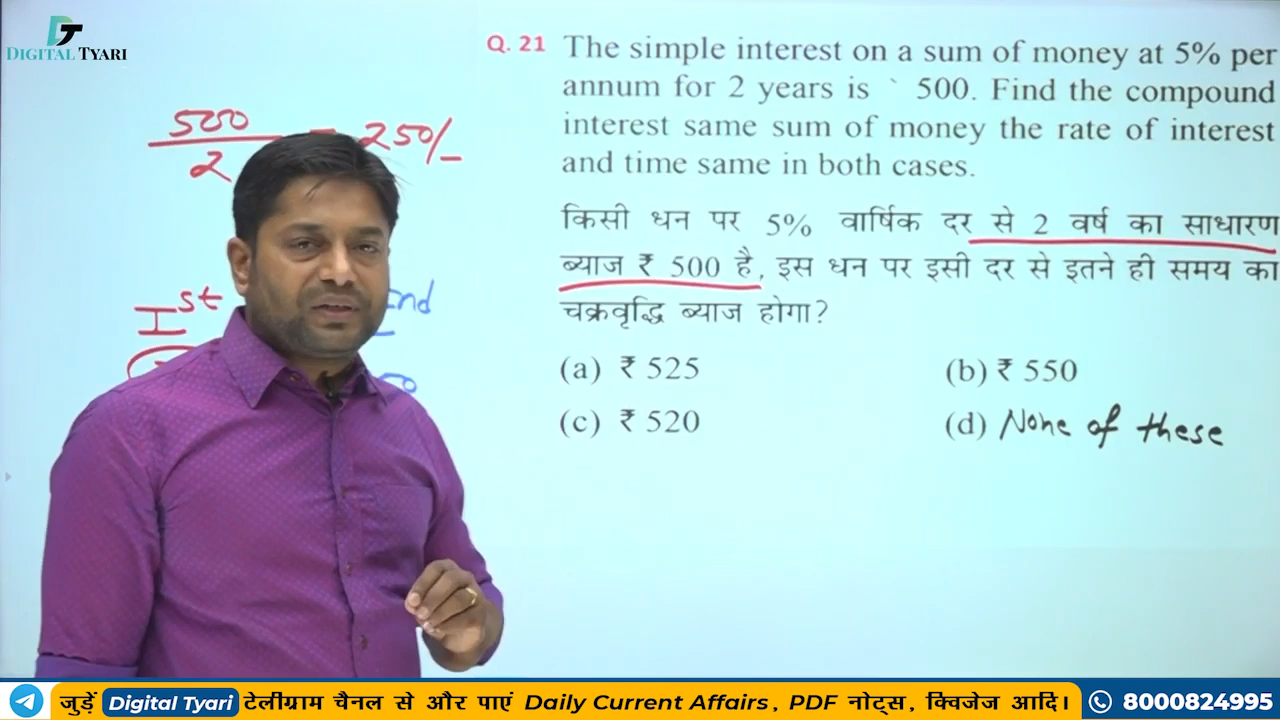 DT
DIGITAL TYARI
500
2
250/-
Ist
nd
Q. 21 The simple interest on a sum of money at 5% per
annum for 2 years is ` 500. Find the compound
interest same sum of money the rate of interest
and time same in both cases.
किसी धन पर 5% वार्षिक दर से 2 वर्ष का साधारण
ब्याज ₹ 500 है, इस धन पर इसी दर से इतने ही समय का
चक्रवृद्धि ब्याज होगा?
(a) ₹ 525 (b) ₹ 550
(c) ₹ 520 (d) None of these
जुड़ें Digital Tyari टेलीग्राम चैनल से और पाएं Daily Current Affairs, PDF नोट्स, क्विजेज आदि। 8000824995